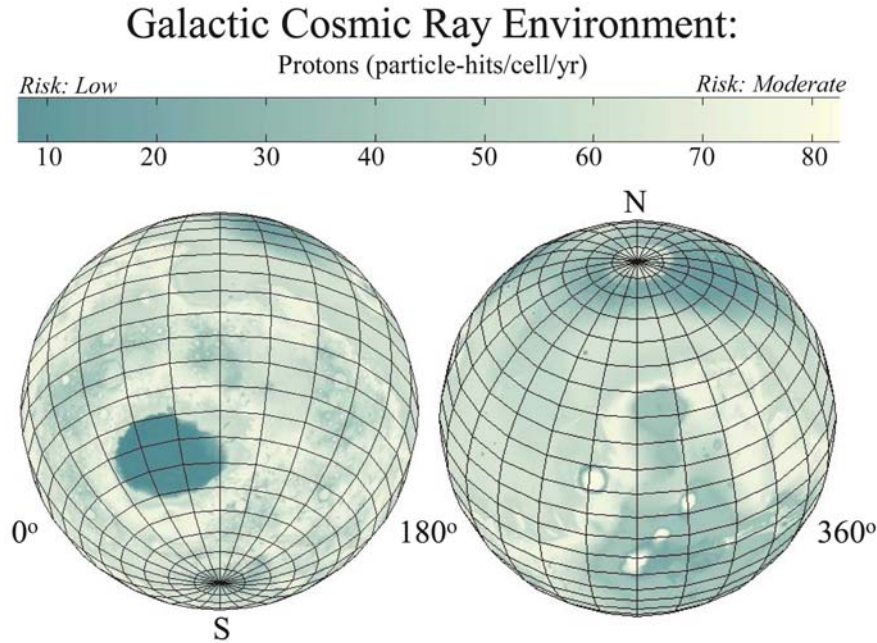 Galactic Cosmic Ray Environment:
Protons (particle-hits/cell/yr)
Risk: Low
Risk: Moderate
10 20 30 40 50 60 70 80
N
0º 180º 360º
S